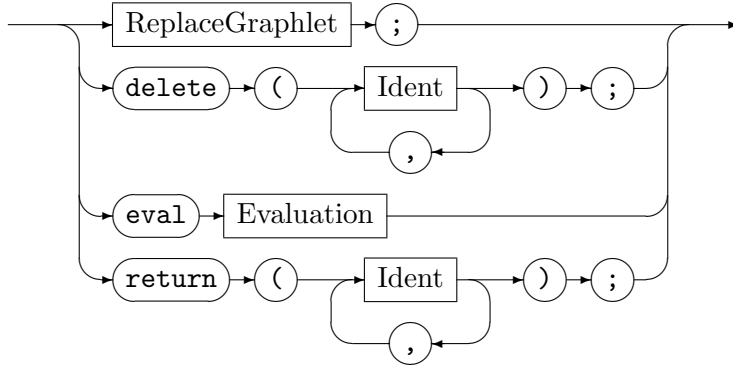 ReplaceGraphlet ;
delete ( Ident ) ;
,
eval Evaluation
return ( Ident ) ;
,